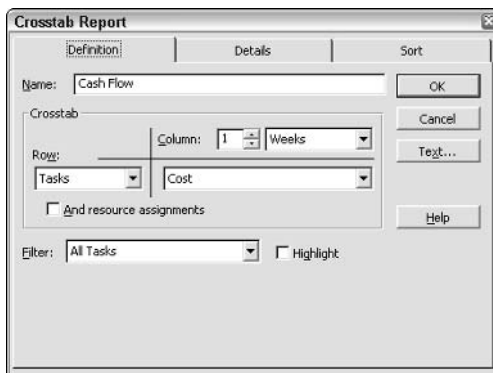 Crosstab Report
Definition Details Sort
Name: Cash Flow OK
Crosstab Cancel
Column: 1 Weeks
Row: Text...
Tasks Cost
And resource assignments Help
Filter: All Tasks Highlight